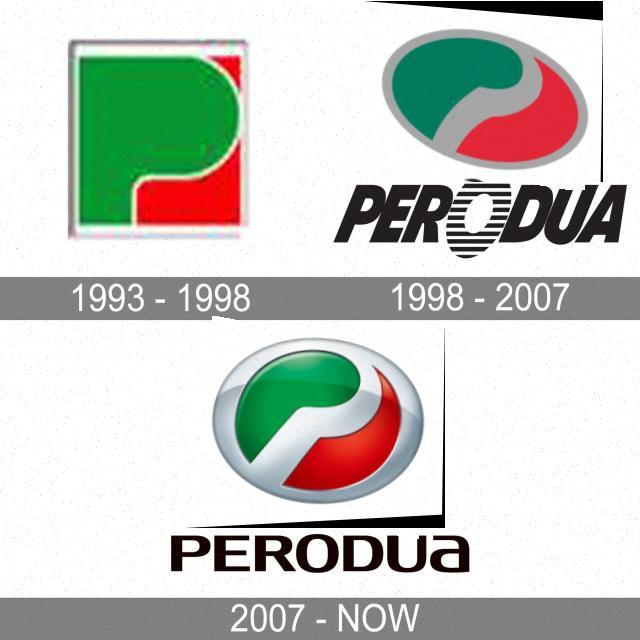 PERODUA
1993 - 1998
1998 - 2007
PERODUa
2007 - NOW